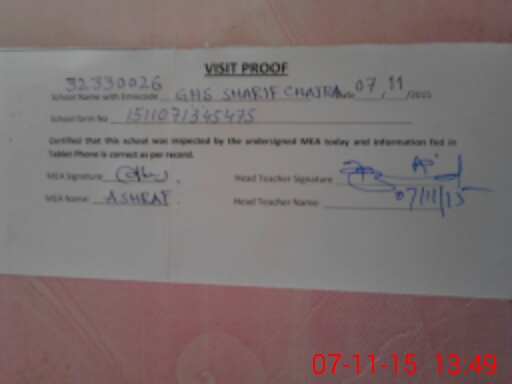 VISIT PROOF
32330026
School Name with Emiscode GHS SHARIF CHAJRA Date 07, 11 /2015
School form No 1511071345475
Certified that this school was inspected by the undersigned MEA today and information fed in
Tablet Phone is correct as per record.
MEA Signature Head Teacher Signature
07/11/15
MEA Name: ASHRAF Head Teacher Name:
07-11-15 13:49